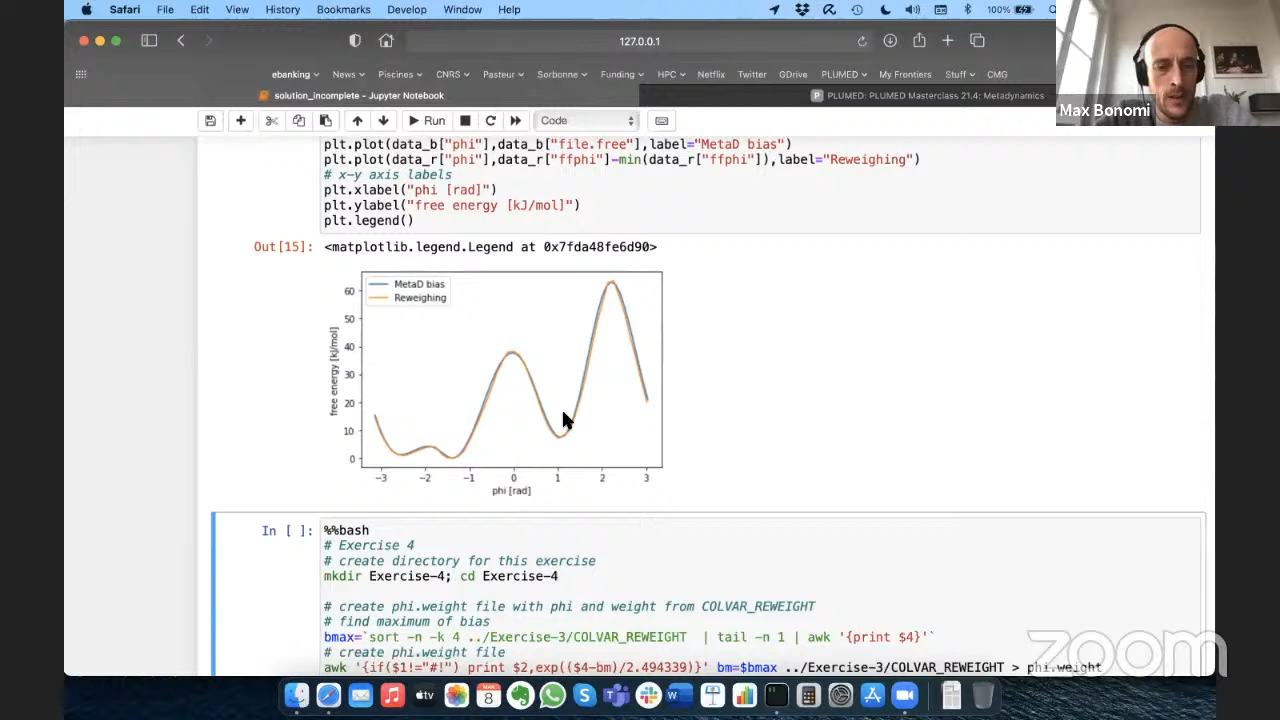 Safari File Edit View History Bookmarks Develop Window Help 100%
127.0.0.1
ebanking News Piscines CNRS Pasteur Sorbonne Funding HPC Netflix Twitter GDrive PLUMED My Frontiers Stuff CMG
solution_incomplete – Jupyter Notebook
P PLUMED: PLUMED Masterclass 21.4: Metadynamics
Max Bonomi
Run Code
plt.plot(data_b["phi"],data_b["file.free"],label="MetaD bias")
plt.plot(data_r["phi"],data_r["ffphi"]-min(data_r["ffphi"]),label="Reweighing")
# x-y axis labels
plt.xlabel("phi [rad]")
plt.ylabel("free energy [kJ/mol]")
plt.legend()
Out[15]: <matplotlib.legend.Legend at 0x7fda48fe6d90>
MetaD bias
Reweighing
60
50
40
30
20
10
0
free energy [kJ/mol]
−3 −2 −1 0 1 2 3
phi [rad]
In [ ]: %%bash
# Exercise 4
# create directory for this exercise
mkdir Exercise-4; cd Exercise-4
# create phi.weight file with phi and weight from COLVAR_REWEIGHT
# find maximum of bias
bmax=`sort -n -k 4 ../Exercise-3/COLVAR_REWEIGHT | tail -n 1 | awk '{print $4}'`
# create phi.weight file
awk '{if($1!="#!") print $2,exp(($4-bm)/2.494339)}' bm=$bmax ../Exercise-3/COLVAR_REWEIGHT > phi.weight
zoom
tv
MAR
8